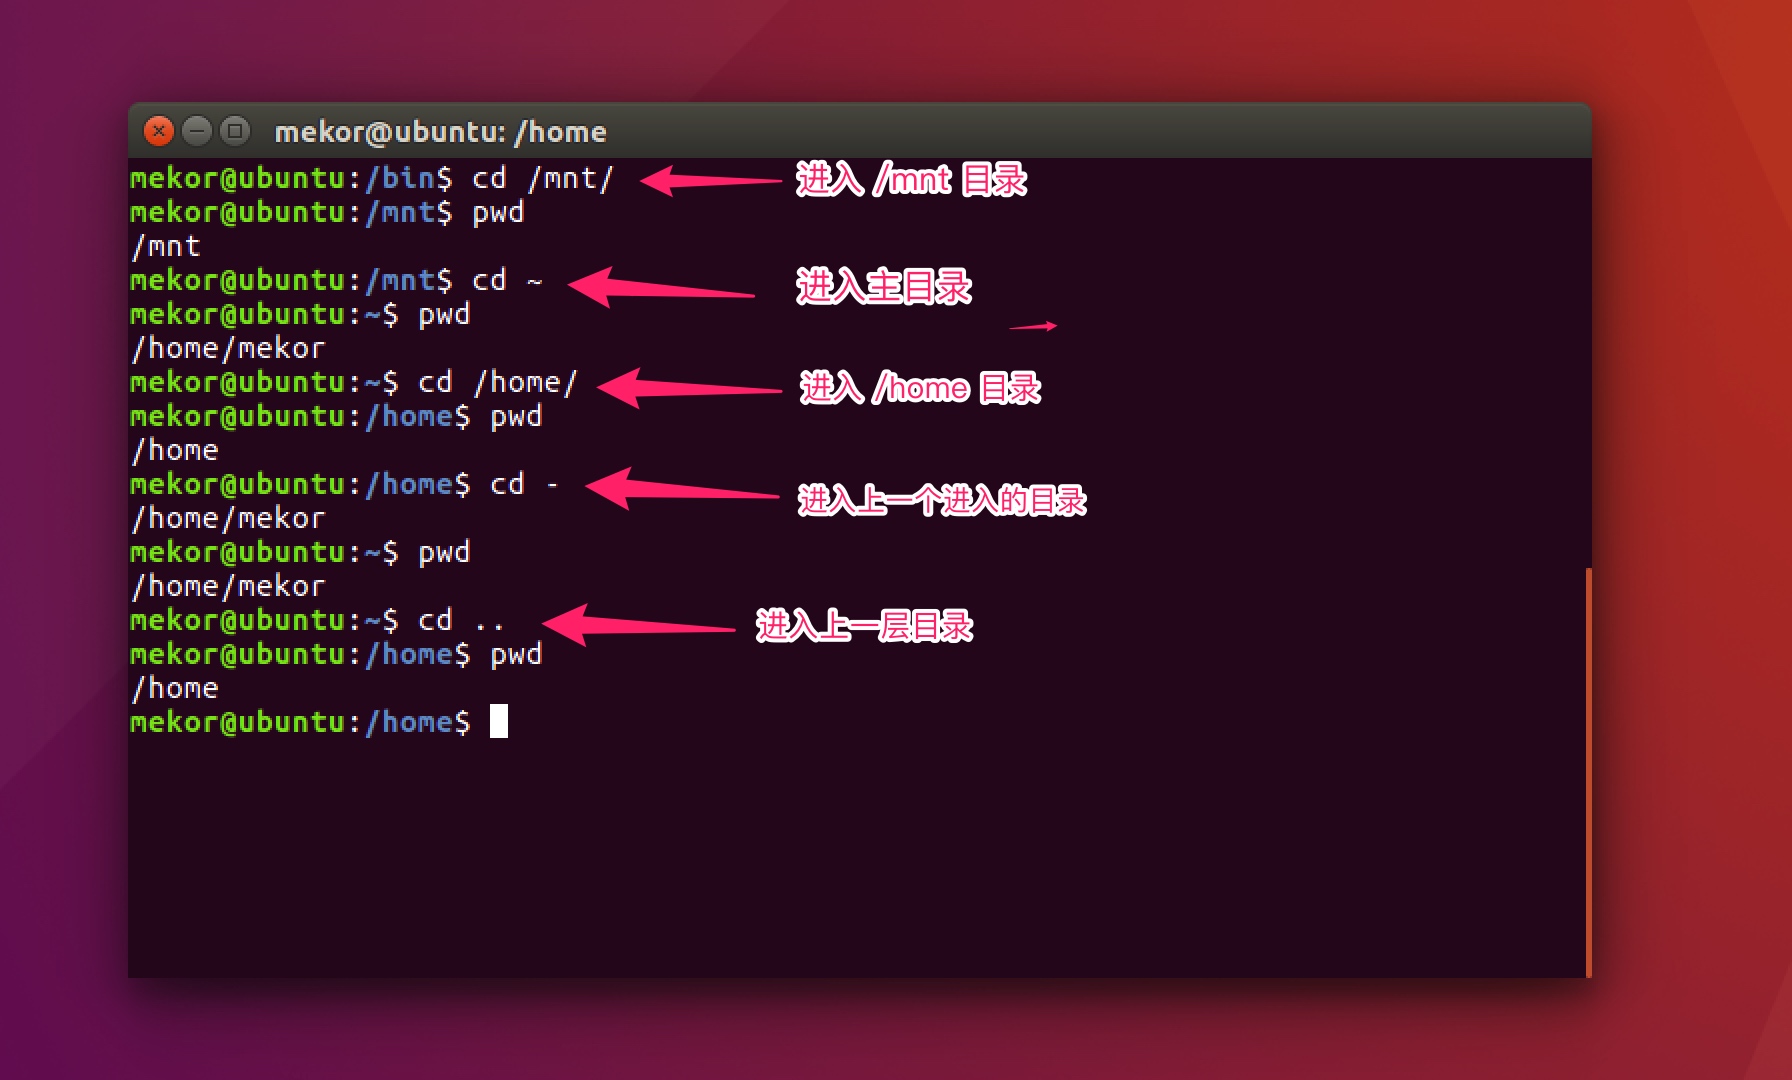 mekor@ubuntu: /home
mekor@ubuntu:/bin$ cd /mnt/ 进入 /mnt 目录
mekor@ubuntu:/mnt$ pwd
/mnt
mekor@ubuntu:/mnt$ cd ~ 进入主目录
mekor@ubuntu:~$ pwd
/home/mekor
mekor@ubuntu:~$ cd /home/ 进入 /home 目录
mekor@ubuntu:/home$ pwd
/home
mekor@ubuntu:/home$ cd - 进入上一个进入的目录
/home/mekor
mekor@ubuntu:~$ pwd
/home/mekor
mekor@ubuntu:~$ cd .. 进入上一层目录
mekor@ubuntu:/home$ pwd
/home
mekor@ubuntu:/home$